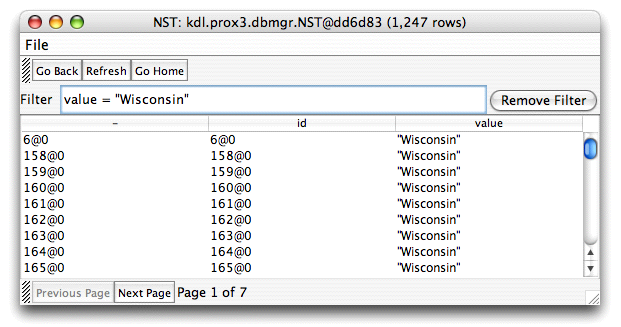 NST: kdl.prox3.dbmgr.NST@dd6d83 (1,247 rows)
File
Go Back Refresh Go Home
Filter value = "Wisconsin" Remove Filter
– id value
6@0 6@0 "Wisconsin"
158@0 158@0 "Wisconsin"
159@0 159@0 "Wisconsin"
160@0 160@0 "Wisconsin"
161@0 161@0 "Wisconsin"
162@0 162@0 "Wisconsin"
163@0 163@0 "Wisconsin"
164@0 164@0 "Wisconsin"
165@0 165@0 "Wisconsin"
Previous Page Next Page Page 1 of 7